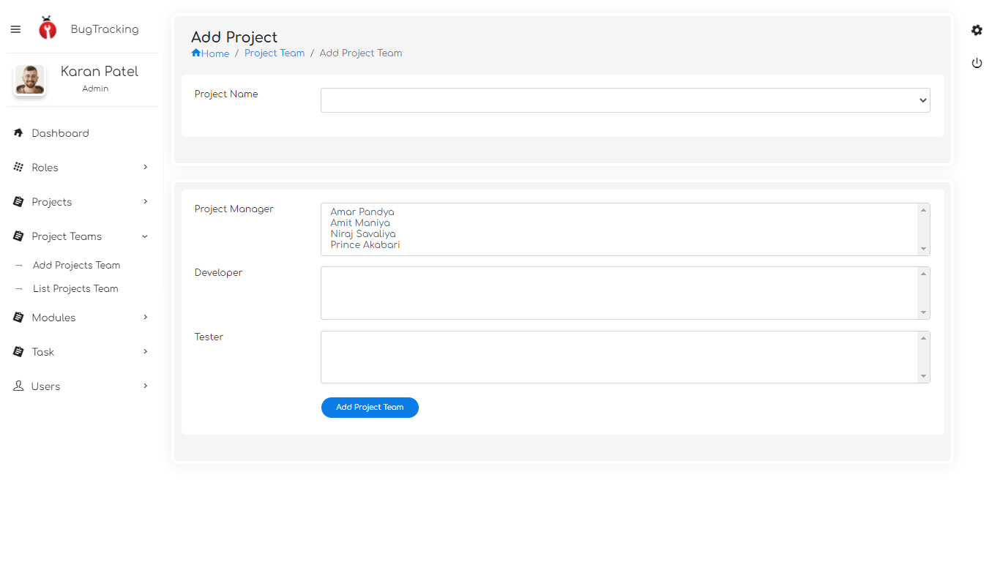 BugTracking
Karan Patel
Admin
Dashboard
Roles
Projects
Project Teams
→ Add Projects Team
→ List Projects Team
Modules
Task
Users
Add Project
Home / Project Team / Add Project Team
Project Name
Project Manager
Amar Pandya
Amit Maniya
Niraj Savaliya
Prince Akabari
Developer
Tester
Add Project Team